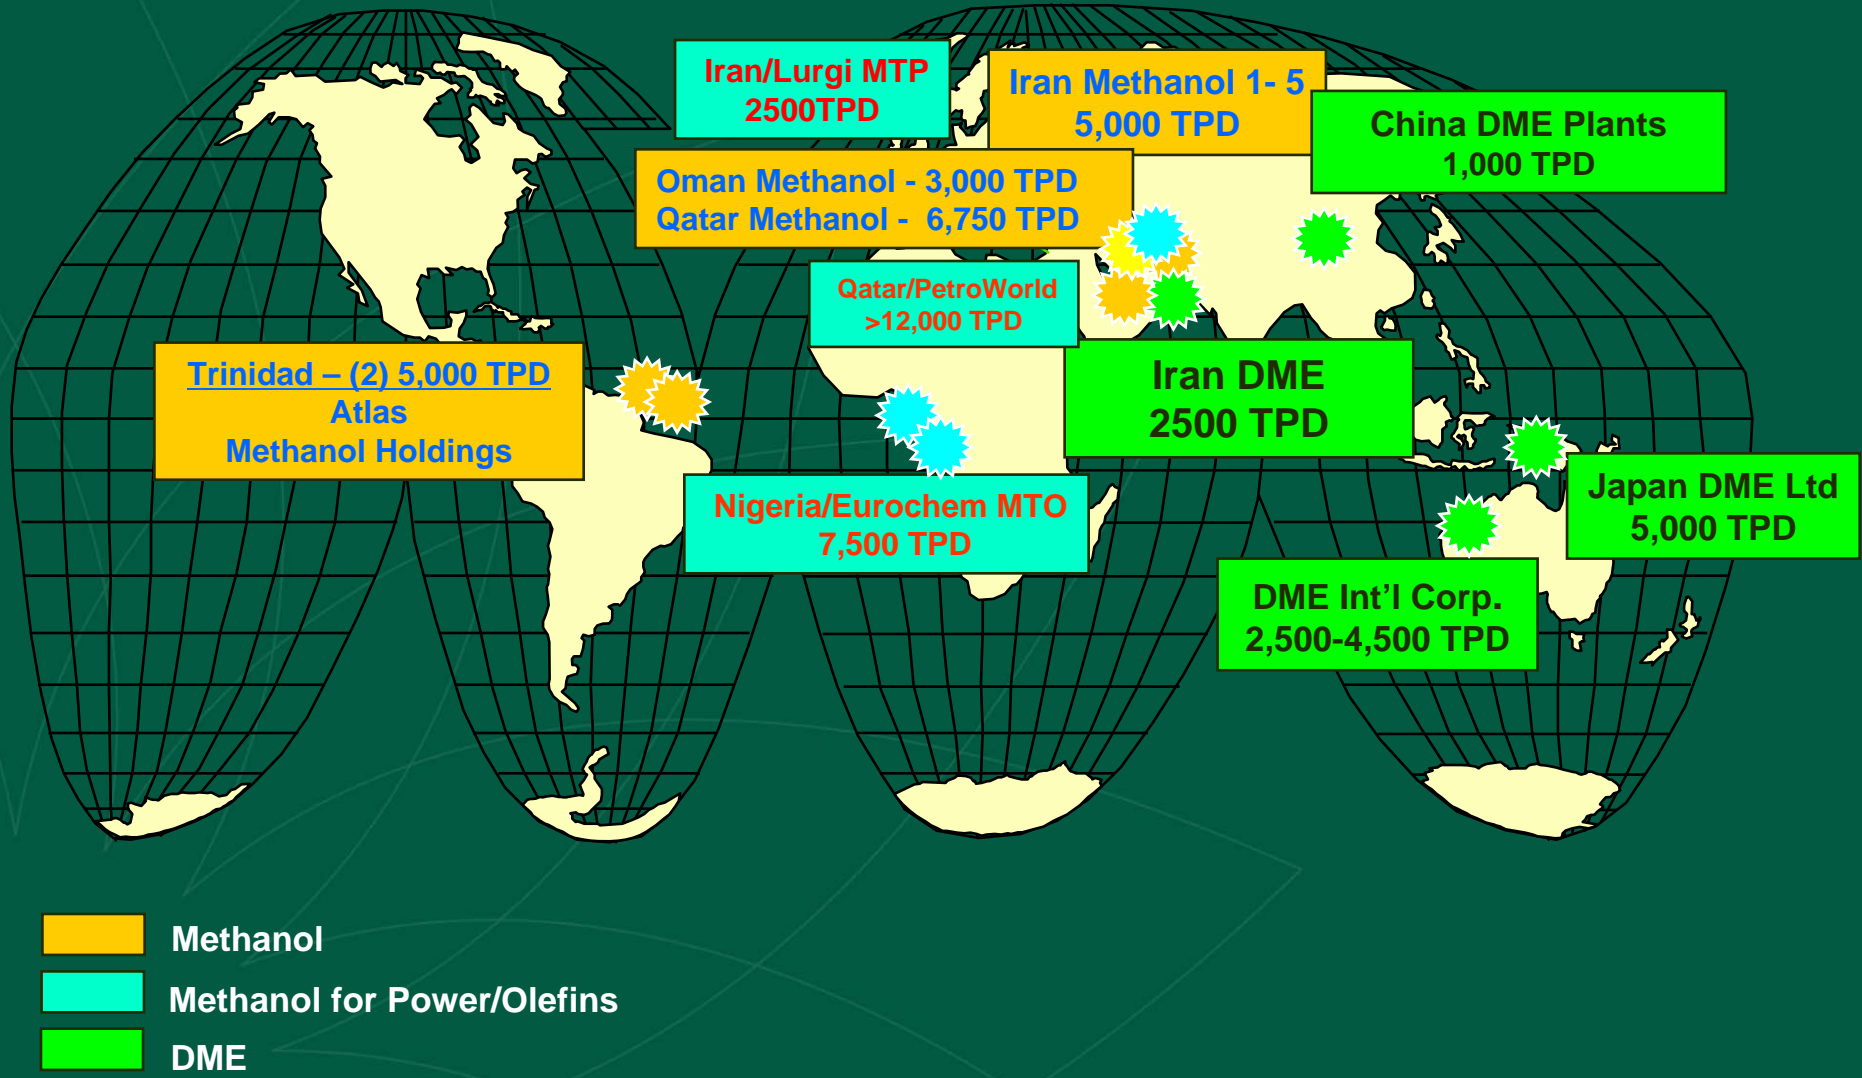 Iran/Lurgi MTP
2500TPD
Iran Methanol 1- 5
5,000 TPD
China DME Plants
1,000 TPD
Oman Methanol - 3,000 TPD
Qatar Methanol -  6,750 TPD
Qatar/PetroWorld
>12,000 TPD
Trinidad – (2) 5,000 TPD
Atlas
Methanol Holdings
Iran DME
2500 TPD
Nigeria/Eurochem MTO
7,500 TPD
Japan DME Ltd
5,000 TPD
DME Int’l Corp.
2,500-4,500 TPD
Methanol
Methanol for Power/Olefins
DME